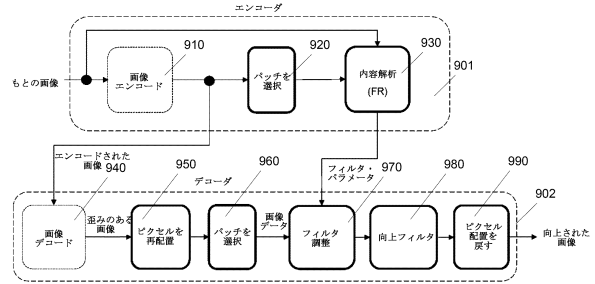 エンコーダ
910
920
930
901
もとの画像
画像
エンコード
パッチを
選択
内容解析
(FR)
エンコードされた
画像
フィルタ・
パラメータ
940
950
デコーダ
960
970
980
990
902
画像
デコード
歪みのある
画像
ピクセルを
再配置
パッチを
選択
画像
データ
フィルタ
調整
向上フィルタ
ピクセル
配置を
戻す
向上された
画像